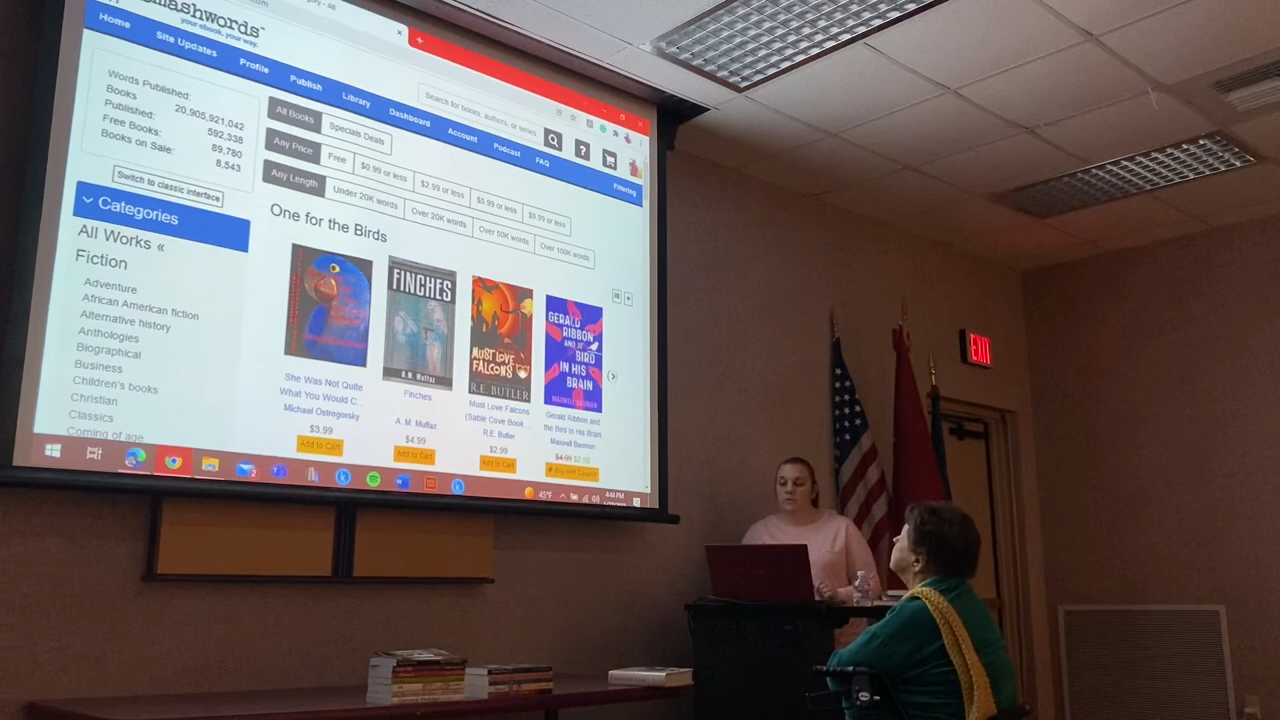 smashwords™
your ebook. your way.
Home
Site Updates
Profile
Publish
Library
Dashboard
Account
Podcast
FAQ
Filtering
Search for books, authors, or series
Words Published:
20,905,921,042
Books
Published:
592,338
Free Books:
89,780
Books on Sale:
8,543
Switch to classic interface
All Books
Specials Deals
Any Price
Free
$0.99 or less
$2.99 or less
$5.99 or less
$9.99 or less
Any Length
Under 20K words
Over 20K words
Over 50K words
Over 100K words
Categories
All Works «
Fiction
Adventure
African American fiction
Alternative history
Anthologies
Biographical
Business
Children's books
Christian
Classics
Coming of age
One for the Birds
FINCHES
A.M. Muffaz
MUST LOVE
FALCONS
R.E. BUTLER
GERALD
RIBBON
AND THE
BIRD
IN HIS
BRAIN
MAXWELL BAUMAN
She Was Not Quite
What You Would C...
Michael Ostrogorsky
$3.99
Add to Cart
Finches
A. M. Muffaz
$4.99
Add to Cart
Must Love Falcons
(Sable Cove Book...
R.E. Butler
$2.99
Add to Cart
Gerald Ribbon and
the Bird in His Brain
Maxwell Bauman
$4.99 $2.50
Buy with Coupon
45°F
4:44 PM
EXIT